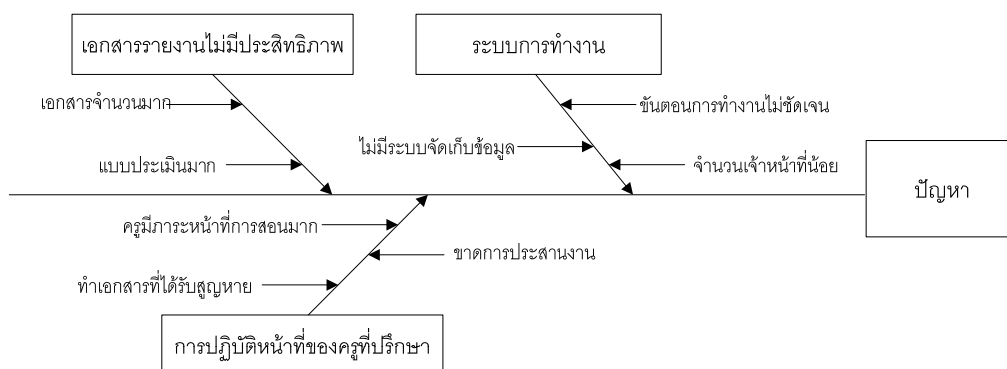 เอกสารรายงานไม่มีประสิทธิภาพ
ระบบการทำงาน
เอกสารจำนวนมาก
ขั้นตอนการทำงานไม่ชัดเจน
ไม่มีระบบจัดเก็บข้อมูล
แบบประเมินมาก
จำนวนเจ้าหน้าที่น้อย
ปัญหา
ครูมีภาระหน้าที่การสอนมาก
ขาดการประสานงาน
ทำเอกสารที่ได้รับสูญหาย
การปฏิบัติหน้าที่ของครูที่ปรึกษา